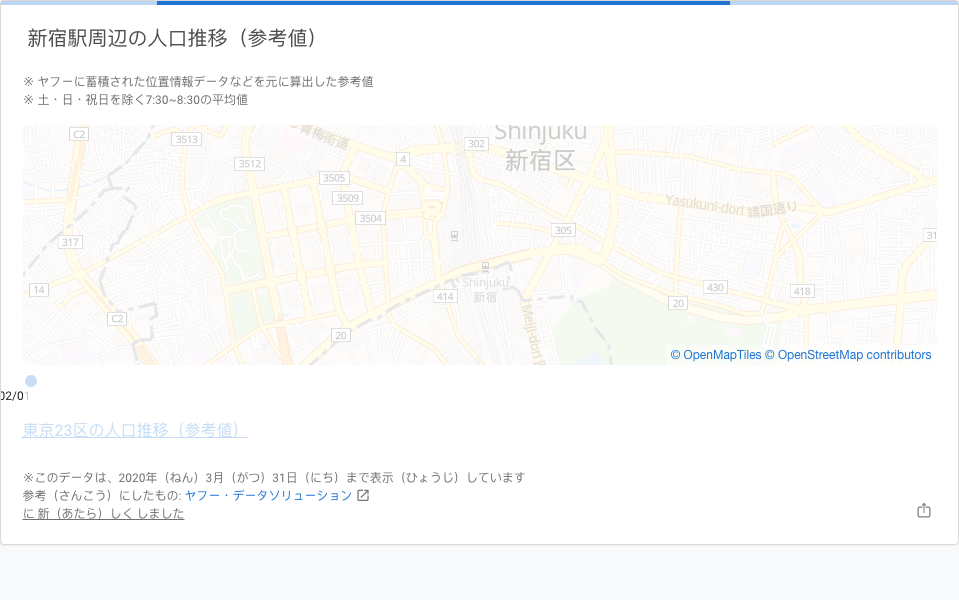 新宿駅周辺の人口推移（参考値）
※ ヤフーに蓄積された位置情報データなどを元に算出した参考値
※ 土・日・祝日を除く7:30~8:30の平均値
Shinjuku
新宿区
C2
3513
青梅街道
302
4
3512
3505
3509
3504
Yasukuni-dori 靖国通り
305
317
31
Shinjuku
新宿
14
414
430
418
20
C2
20
Meiji-dori
© OpenMapTiles © OpenStreetMap contributors
02/01
東京23区の人口推移（参考値）
※このデータは、2020年（ねん）3月（がつ）31日（にち）まで表示（ひょうじ）しています
参考（さんこう）にしたもの: ヤフー・データソリューション
に 新（あたら）しく しました